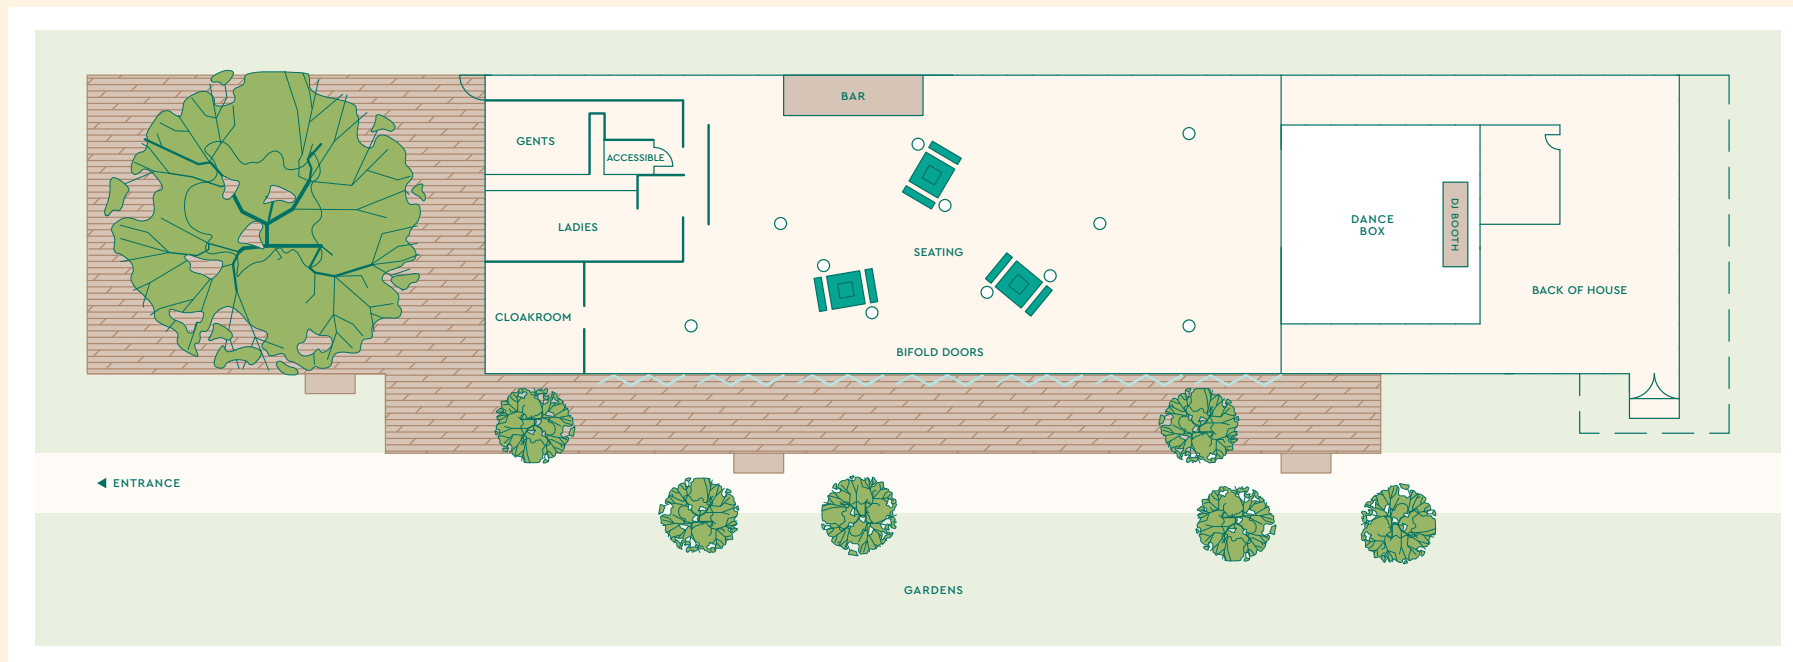 BAR
GENTS
ACCESSIBLE
LADIES
DANCE
BOX
DJ BOOTH
SEATING
BACK OF HOUSE
CLOAKROOM
BIFOLD DOORS
ENTRANCE
GARDENS